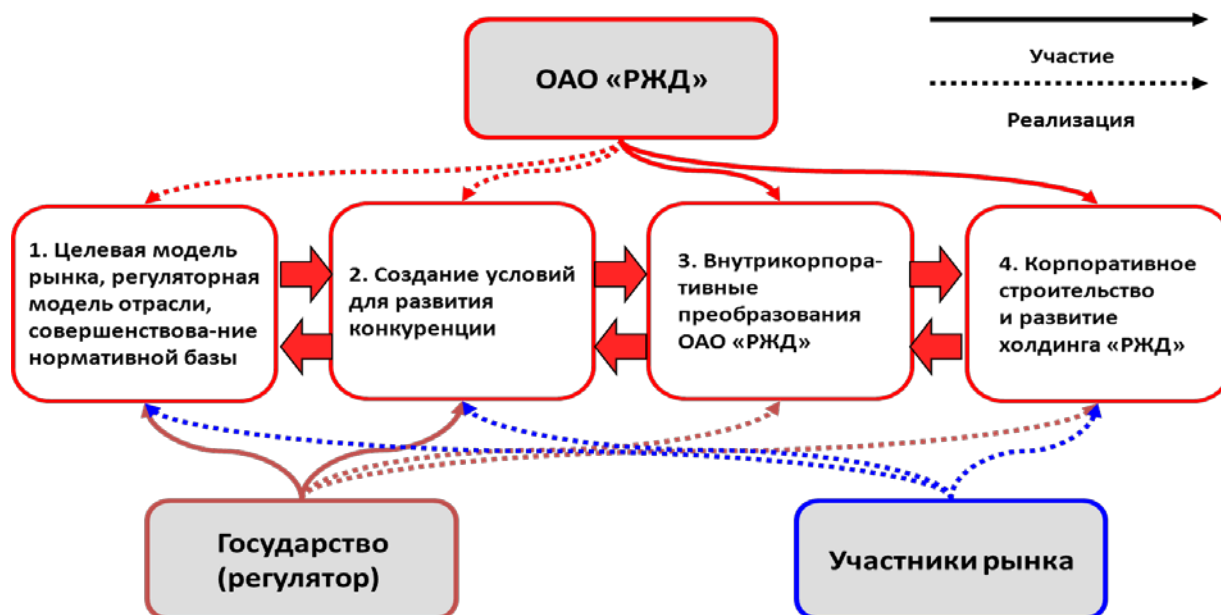 ОАО «РЖД»
Участие
Реализация
1. Целевая модель
рынка, регуляторная
модель отрасли,
совершенствова-ние
нормативной базы
2. Создание условий
для развития
конкуренции
3. Внутрикорпора-
тивные
преобразования
ОАО «РЖД»
4. Корпоративное
строительство
и развитие
холдинга «РЖД»
Государство
(регулятор)
Участники рынка